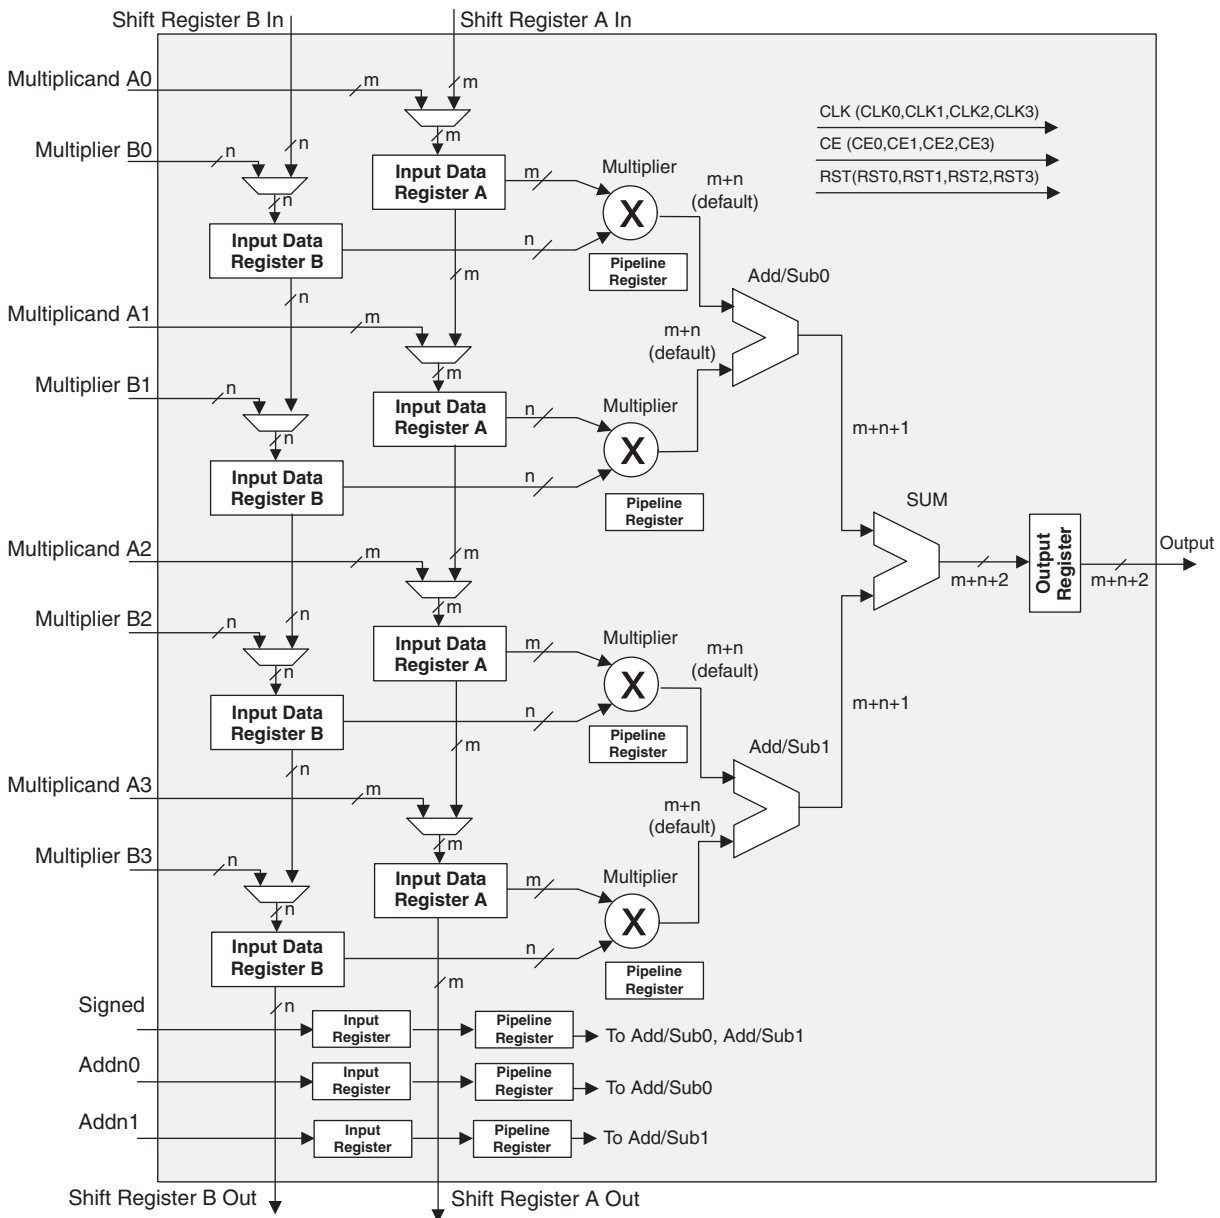 Shift Register B In
Shift Register A In
Multiplicand A0
m
m
CLK (CLK0,CLK1,CLK2,CLK3)
m
CE (CE0,CE1,CE2,CE3)
Multiplier B0
n
n
RST(RST0,RST1,RST2,RST3)
Input Data
Register A
m
Multiplier
X
m+n
(default)
n
Input Data
Register B
n
Pipeline
Register
m
n
Add/Sub0
Multiplicand A1
m
m+n
(default)
m
Multiplier B1
n
Input Data
Register A
n
Multiplier
X
n
m+n+1
Input Data
Register B
n
Pipeline
Register
SUM
Multiplicand A2
m
m
m+n+2
Output
Register
m+n+2
Output
m
Multiplier B2
n
n
Input Data
Register A
m
Multiplier
X
m+n
(default)
n
Input Data
Register B
n
Pipeline
Register
m+n+1
m
n
Add/Sub1
Multiplicand A3
m
m+n
(default)
m
Multiplier B3
n
Input Data
Register A
m
Multiplier
X
n
Input Data
Register B
n
Pipeline
Register
m
n
Signed
Input
Register
Pipeline
Register
To Add/Sub0, Add/Sub1
Addn0
Input
Register
Pipeline
Register
To Add/Sub0
Addn1
Input
Register
Pipeline
Register
To Add/Sub1
Shift Register B Out
Shift Register A Out